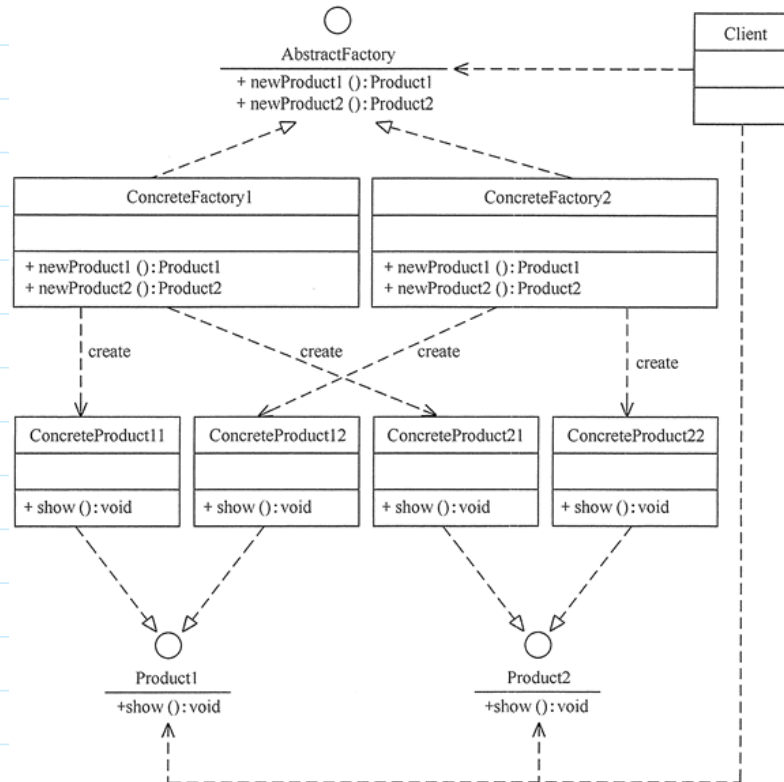 Client
AbstractFactory
+ newProduct1 (): Product1
+ newProduct2 (): Product2
ConcreteFactory1
+ newProduct1 (): Product1
+ newProduct2 (): Product2
ConcreteFactory2
+ newProduct1 (): Product1
+ newProduct2 (): Product2
create
create
create
create
ConcreteProduct11
+ show (): void
ConcreteProduct12
+ show (): void
ConcreteProduct21
+ show (): void
ConcreteProduct22
+ show (): void
Product1
+show (): void
Product2
+show (): void